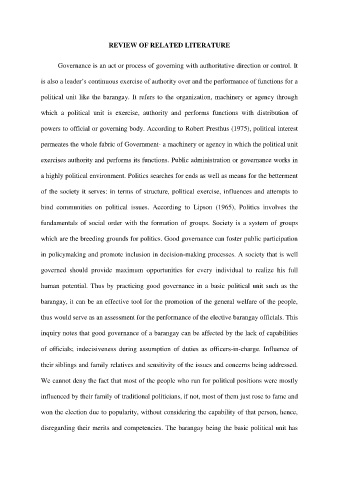 REVIEW OF RELATED LITERATURE
Governance is an act or process of governing with authoritative direction or control. It
is also a leader's continuous exercise of authority over and the performance of functions for a
political unit like the barangay. It refers to the organization, machinery or agency through
which a political unit is exercise, authority and performs functions with distribution of
powers to official or governing body. According to Robert Presthus (1975), political interest
permeates the whole fabric of Government- a machinery or agency in which the political unit
exercises authority and performs its functions. Public administration or governance works in
a highly political environment. Politics searches for ends as well as means for the betterment
of the society it serves; in terms of structure, political exercise, influences and attempts to
bind communities on political issues. According to Lipson (1965), Politics involves the
fundamentals of social order with the formation of groups. Society is a system of groups
which are the breeding grounds for politics. Good governance can foster public participation
in policymaking and promote inclusion in decision-making processes. A society that is well
governed should provide maximum opportunities for every individual to realize his full
human potential. Thus by practicing good governance in a basic political unit such as the
barangay, it can be an effective tool for the promotion of the general welfare of the people,
thus would serve as an assessment for the performance of the elective barangay officials. This
inquiry notes that good governance of a barangay can be affected by the lack of capabilities
of officials; indecisiveness during assumption of duties as officers-in-charge. Influence of
their siblings and family relatives and sensitivity of the issues and concerns being addressed.
We cannot deny the fact that most of the people who run for political positions were mostly
influenced by their family of traditional politicians, if not, most of them just rose to fame and
won the election due to popularity, without considering the capability of that person, hence,
disregarding their merits and competencies. The barangay being the basic political unit has